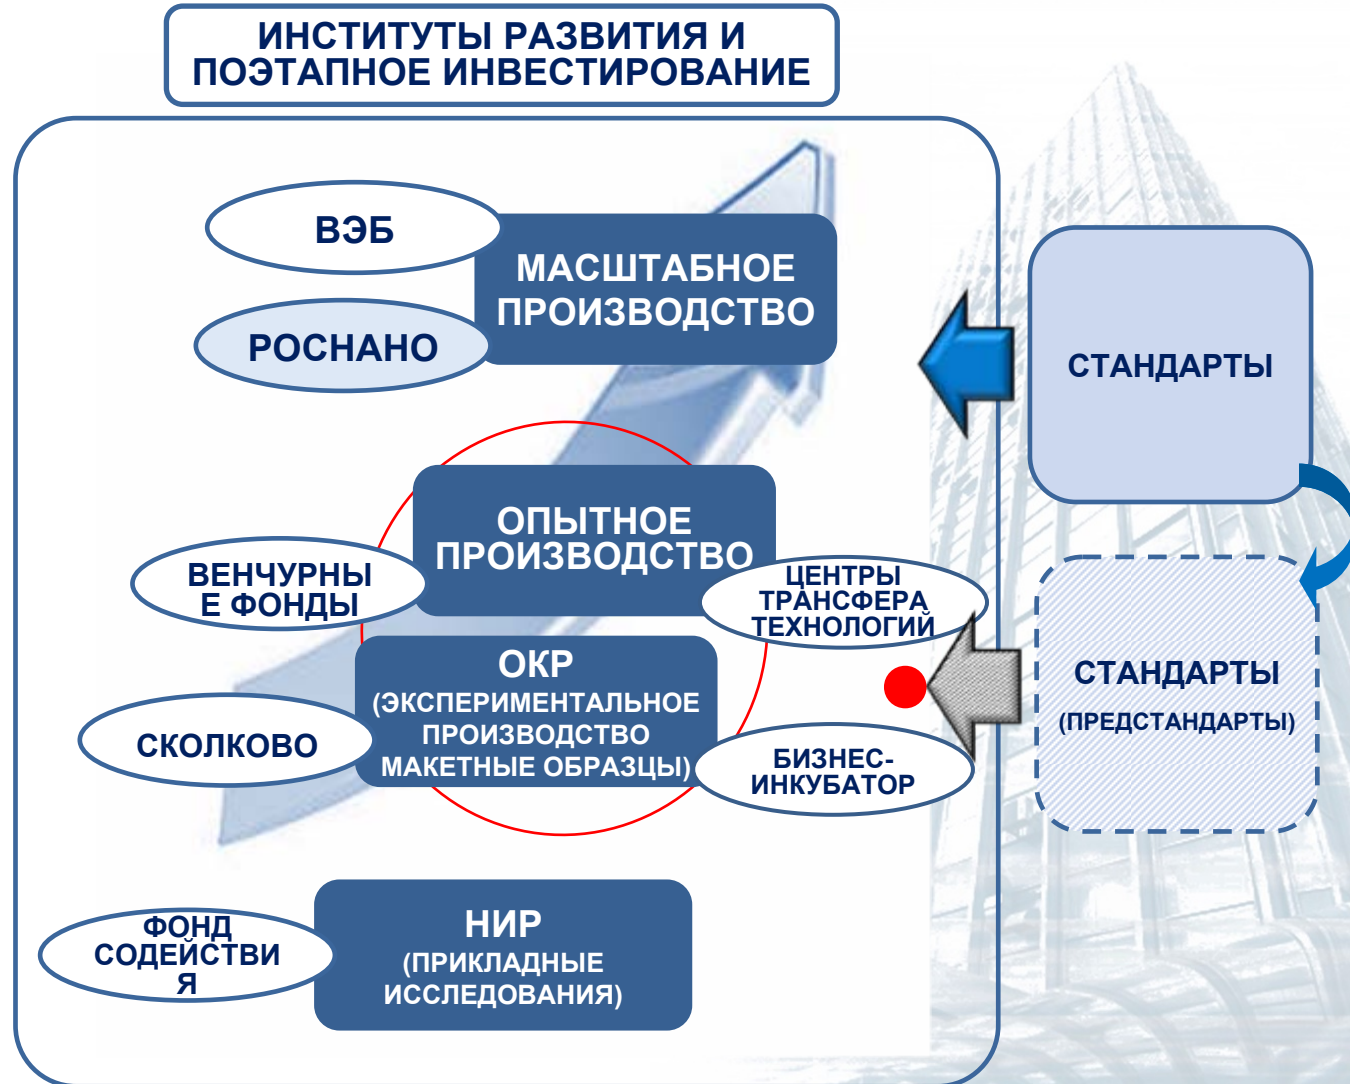 ИНСТИТУТЫ РАЗВИТИЯ И
ПОЭТАПНОЕ ИНВЕСТИРОВАНИЕ
ВЭБ
МАСШТАБНОЕ
ПРОИЗВОДСТВО
РОСНАНО
СТАНДАРТЫ
ОПЫТНОЕ
ПРОИЗВОДСТВО
ВЕНЧУРНЫ
Е ФОНДЫ
ЦЕНТРЫ
ТРАНСФЕРА
ТЕХНОЛОГИЙ
ОКР
(ЭКСПЕРИМЕНТАЛЬНОЕ
ПРОИЗВОДСТВО
МАКЕТНЫЕ ОБРАЗЦЫ)
СТАНДАРТЫ
(ПРЕДСТАНДАРТЫ)
СКОЛКОВО
БИЗНЕС-
ИНКУБАТОР
ФОНД
СОДЕЙСТВИ
Я
НИР
(ПРИКЛАДНЫЕ
ИССЛЕДОВАНИЯ)